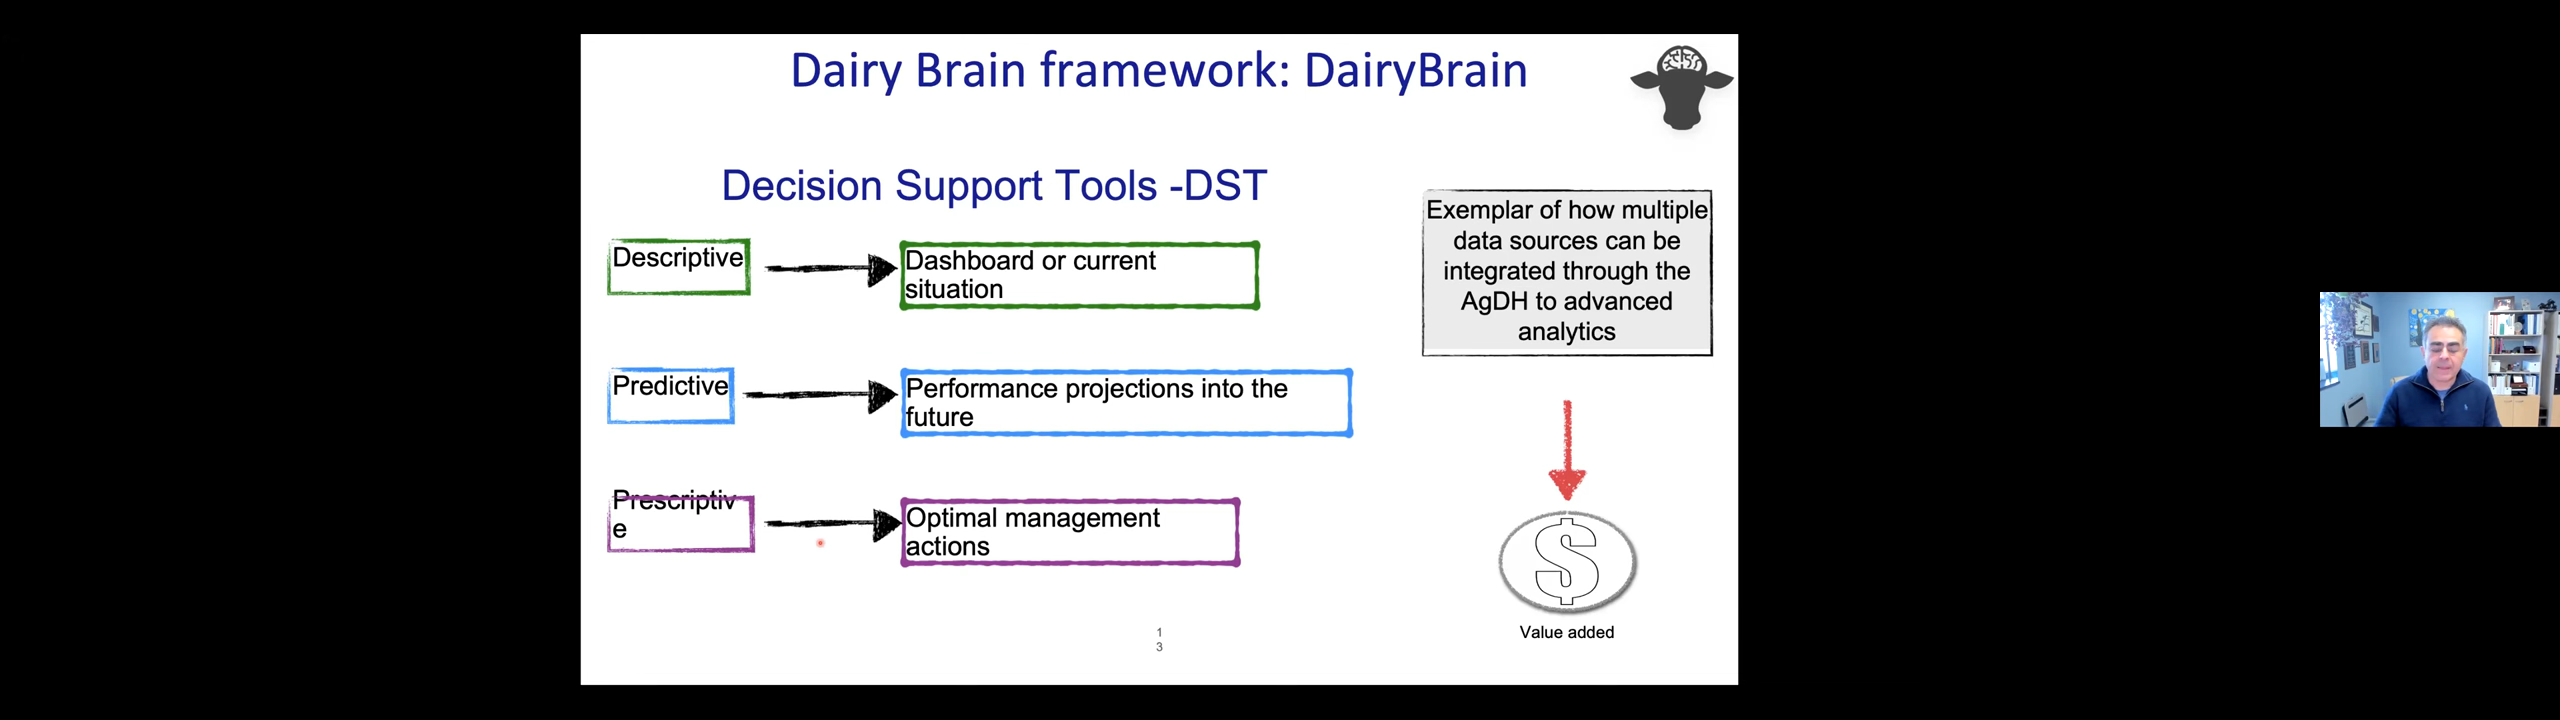 Dairy Brain framework: DairyBrain
Decision Support Tools -DST
Descriptive
Dashboard or current
situation
Predictive
Performance projections into the
future
Prescriptiv
e
Optimal management
actions
Exemplar of how multiple
data sources can be
integrated through the
AgDH to advanced
analytics
$
Value added
1
3